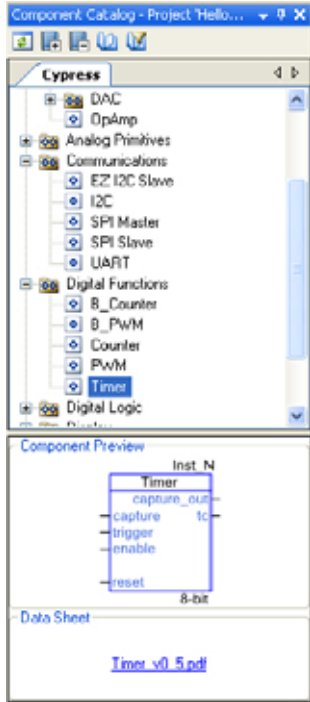 Component Catalog - Project "Hello...
Cypress
DAC
OpAmp
Analog Primitives
Communications
EZ I2C Slave
I2C
SPI Master
SPI Slave
UART
Digital Functions
B_Counter
B_PWM
Counter
PWM
Timer
Digital Logic
Component Preview
Inst_N
Timer
capture_out
capture tc
trigger
enable
reset
8-bit
Data Sheet
Timer_v0_5.pdf